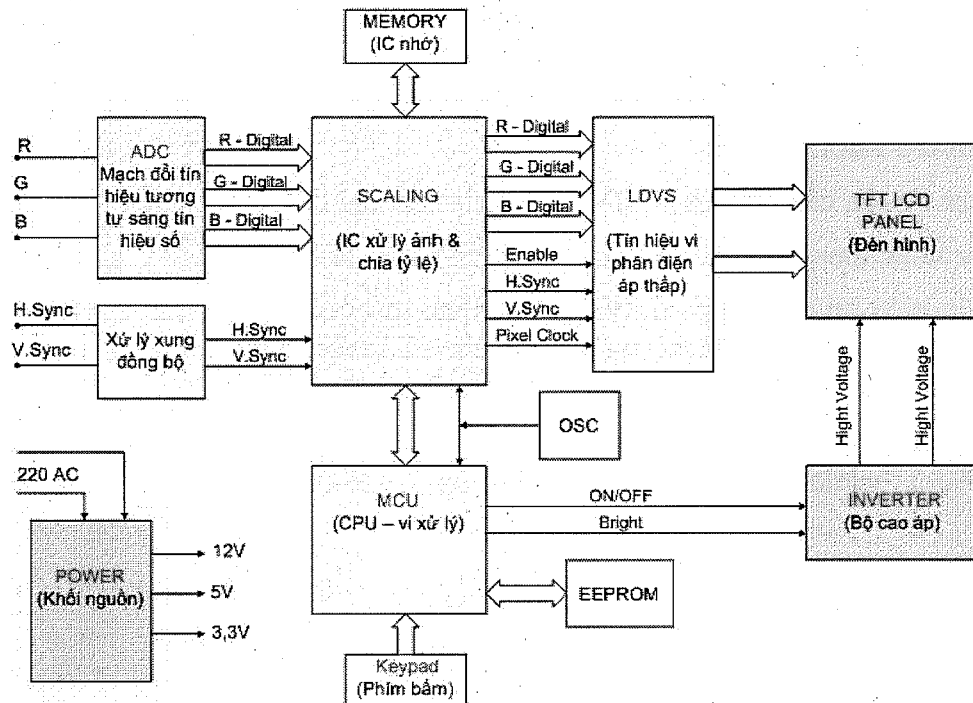 MEMORY
(IC nhớ)
R
G
B
ADC
Mạch đổi tín
hiệu tương
tự sáng tín
hiệu số
R - Digital
G - Digital
B - Digital
SCALING
(IC xử lý ảnh &
chia tỷ lệ)
R - Digital
G - Digital
B - Digital
Enable
H.Sync
V.Sync
Pixel Clock
LDVS
(Tín hiệu vi
phân điện
áp thấp)
TFT LCD
PANEL
(Đèn hình)
H.Sync
V.Sync
Xử lý xung
đồng bộ
H.Sync
V.Sync
Hight Voltage
Hight Voltage
OSC
220 AC
POWER
(Khối nguồn)
12V
5V
3,3V
MCU
(CPU – vi xử lý)
ON/OFF
Bright
INVERTER
(Bộ cao áp)
EEPROM
Keypad
(Phím bấm)